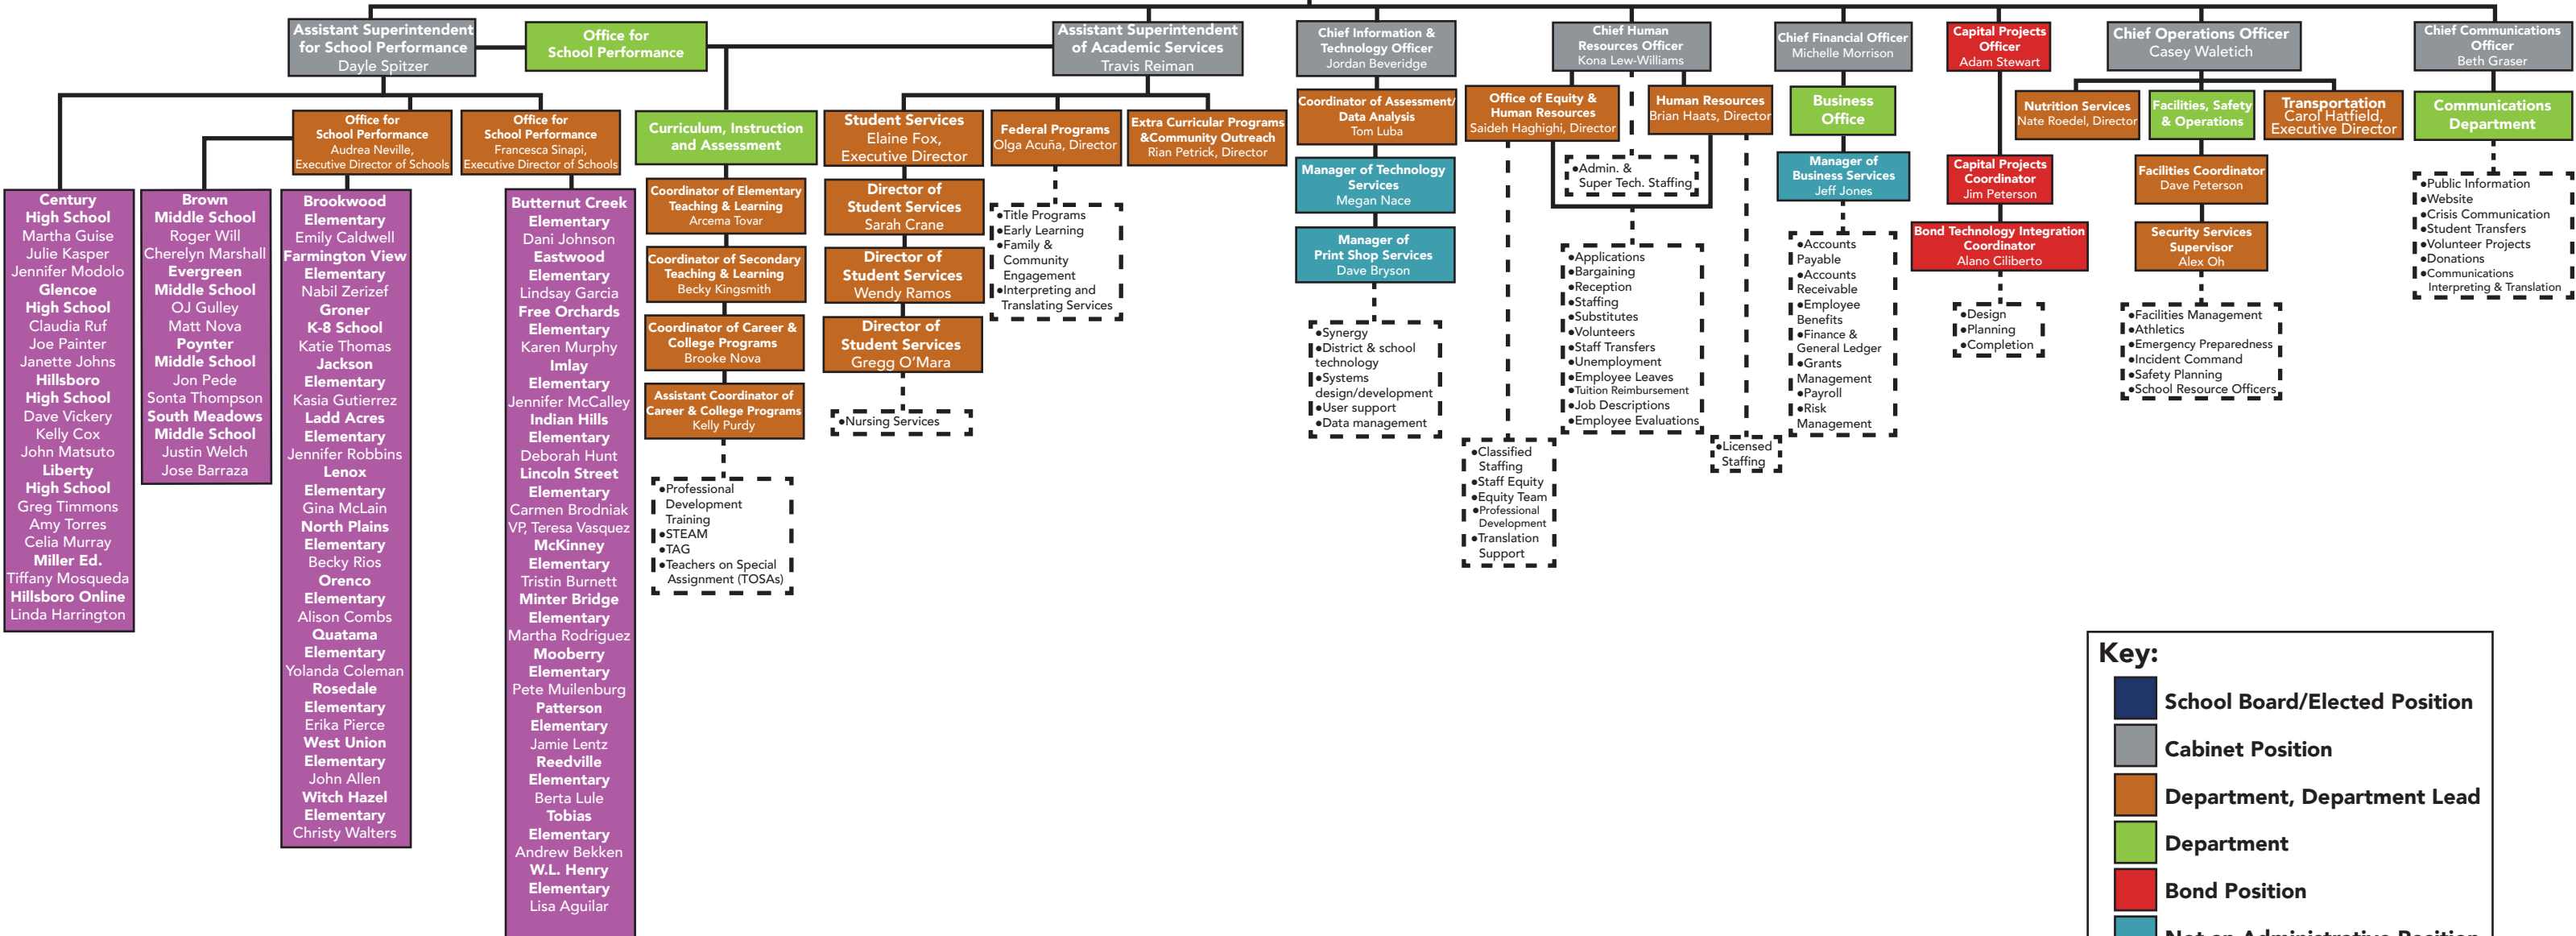 Assistant Superintendent
for School Performance
Dayle Spitzer
Office for
School Performance
Assistant Superintendent
of Academic Services
Travis Reiman
Chief Information &
Technology Officer
Jordan Beveridge
Chief Human
Resources Officer
Kona Lew-Williams
Chief Financial Officer
Michelle Morrison
Capital Projects
Officer
Adam Stewart
Chief Operations Officer
Casey Waletich
Chief Communications
Officer
Beth Graser
Office for
School Performance
Audrea Neville,
Executive Director of Schools
Office for
School Performance
Francesca Sinapi,
Executive Director of Schools
Century
High School
Martha Guise
Julie Kasper
Jennifer Modolo
Glencoe
High School
Claudia Ruf
Joe Painter
Janette Johns
Hillsboro
High School
Dave Vickery
Kelly Cox
John Matsuto
Liberty
High School
Greg Timmons
Amy Torres
Celia Murray
Miller Ed.
Tiffany Mosqueda
Hillsboro Online
Linda Harrington
Brown
Middle School
Roger Will
Cherelyn Marshall
Evergreen
Middle School
OJ Gulley
Matt Nova
Poynter
Middle School
Jon Pede
Sonta Thompson
South Meadows
Middle School
Justin Welch
Jose Barraza
Brookwood
Elementary
Emily Caldwell
Farmington View
Elementary
Nabil Zerizef
Groner
K-8 School
Katie Thomas
Jackson
Elementary
Kasia Gutierrez
Ladd Acres
Elementary
Jennifer Robbins
Lenox
Elementary
Gina McLain
North Plains
Elementary
Becky Rios
Orenco
Elementary
Alison Combs
Quatama
Elementary
Yolanda Coleman
Rosedale
Elementary
Erika Pierce
West Union
Elementary
John Allen
Witch Hazel
Elementary
Christy Walters
Butternut Creek
Elementary
Dani Johnson
Eastwood
Elementary
Lindsay Garcia
Free Orchards
Elementary
Karen Murphy
Imlay
Elementary
Jennifer McCalley
Indian Hills
Elementary
Deborah Hunt
Lincoln Street
Elementary
Carmen Brodniak
VP, Teresa Vasquez
McKinney
Elementary
Tristin Burnett
Minter Bridge
Elementary
Martha Rodriguez
Mooberry
Elementary
Pete Muilenburg
Patterson
Elementary
Jamie Lentz
Reedville
Elementary
Berta Lule
Tobias
Elementary
Andrew Bekken
W.L. Henry
Elementary
Lisa Aguilar
Curriculum, Instruction
and Assessment
Coordinator of Elementary
Teaching & Learning
Arcema Tovar
Coordinator of Secondary
Teaching & Learning
Becky Kingsmith
Coordinator of Career &
College Programs
Brooke Nova
Assistant Coordinator of
Career & College Programs
Kelly Purdy
•Professional
Development
Training
•STEAM
•TAG
•Teachers on Special
Assignment (TOSAs)
Student Services
Elaine Fox,
Executive Director
Director of
Student Services
Sarah Crane
Director of
Student Services
Wendy Ramos
Director of
Student Services
Gregg O'Mara
•Nursing Services
Federal Programs
Olga Acuña, Director
•Title Programs
•Early Learning
•Family &
Community
Engagement
•Interpreting and
Translating Services
Extra Curricular Programs
&Community Outreach
Rian Petrick, Director
Coordinator of Assessment/
Data Analysis
Tom Luba
Manager of Technology
Services
Megan Nace
Manager of
Print Shop Services
Dave Bryson
•Synergy
•District & school
technology
•Systems
design/development
•User support
•Data management
Office of Equity &
Human Resources
Saideh Haghighi, Director
•Classified
Staffing
•Staff Equity
•Equity Team
•Professional
Development
•Translation
Support
•Admin. &
Super Tech. Staffing
•Applications
•Bargaining
•Reception
•Staffing
•Substitutes
•Volunteers
•Staff Transfers
•Unemployment
•Employee Leaves
•Tuition Reimbursement
•Job Descriptions
•Employee Evaluations
Human Resources
Brian Haats, Director
•Licensed
Staffing
Business
Office
Manager of
Business Services
Jeff Jones
•Accounts
Payable
•Accounts
Receivable
•Employee
Benefits
•Finance &
General Ledger
•Grants
Management
•Payroll
•Risk
Management
Capital Projects
Coordinator
Jim Peterson
Bond Technology Integration
Coordinator
Alano Ciliberto
•Design
•Planning
•Completion
Nutrition Services
Nate Roedel, Director
Facilities, Safety
& Operations
Transportation
Carol Hatfield,
Executive Director
Facilities Coordinator
Dave Peterson
Security Services
Supervisor
Alex Oh
•Facilities Management
•Athletics
•Emergency Preparedness
•Incident Command
•Safety Planning
•School Resource Officers
Communications
Department
•Public Information
•Website
•Crisis Communication
•Student Transfers
•Volunteer Projects
•Donations
•Communications
Interpreting & Translation
Key:
School Board/Elected Position
Cabinet Position
Department, Department Lead
Department
Bond Position
Not an Administrative Position